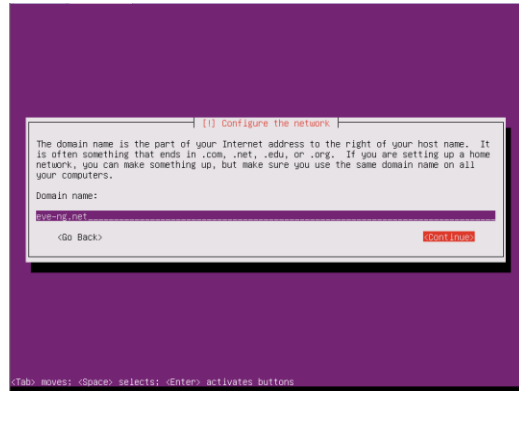 [!] Configure the network
The domain name is the part of your Internet address to the right of your host name.  It
is often something that ends in .com, .net, .edu, or .org.  If you are setting up a home
network, you can make something up, but make sure you use the same domain name on all
your computers.
Domain name:
eve-ng.net
<Go Back>
<Continue>
<Tab> moves; <Space> selects; <Enter> activates buttons